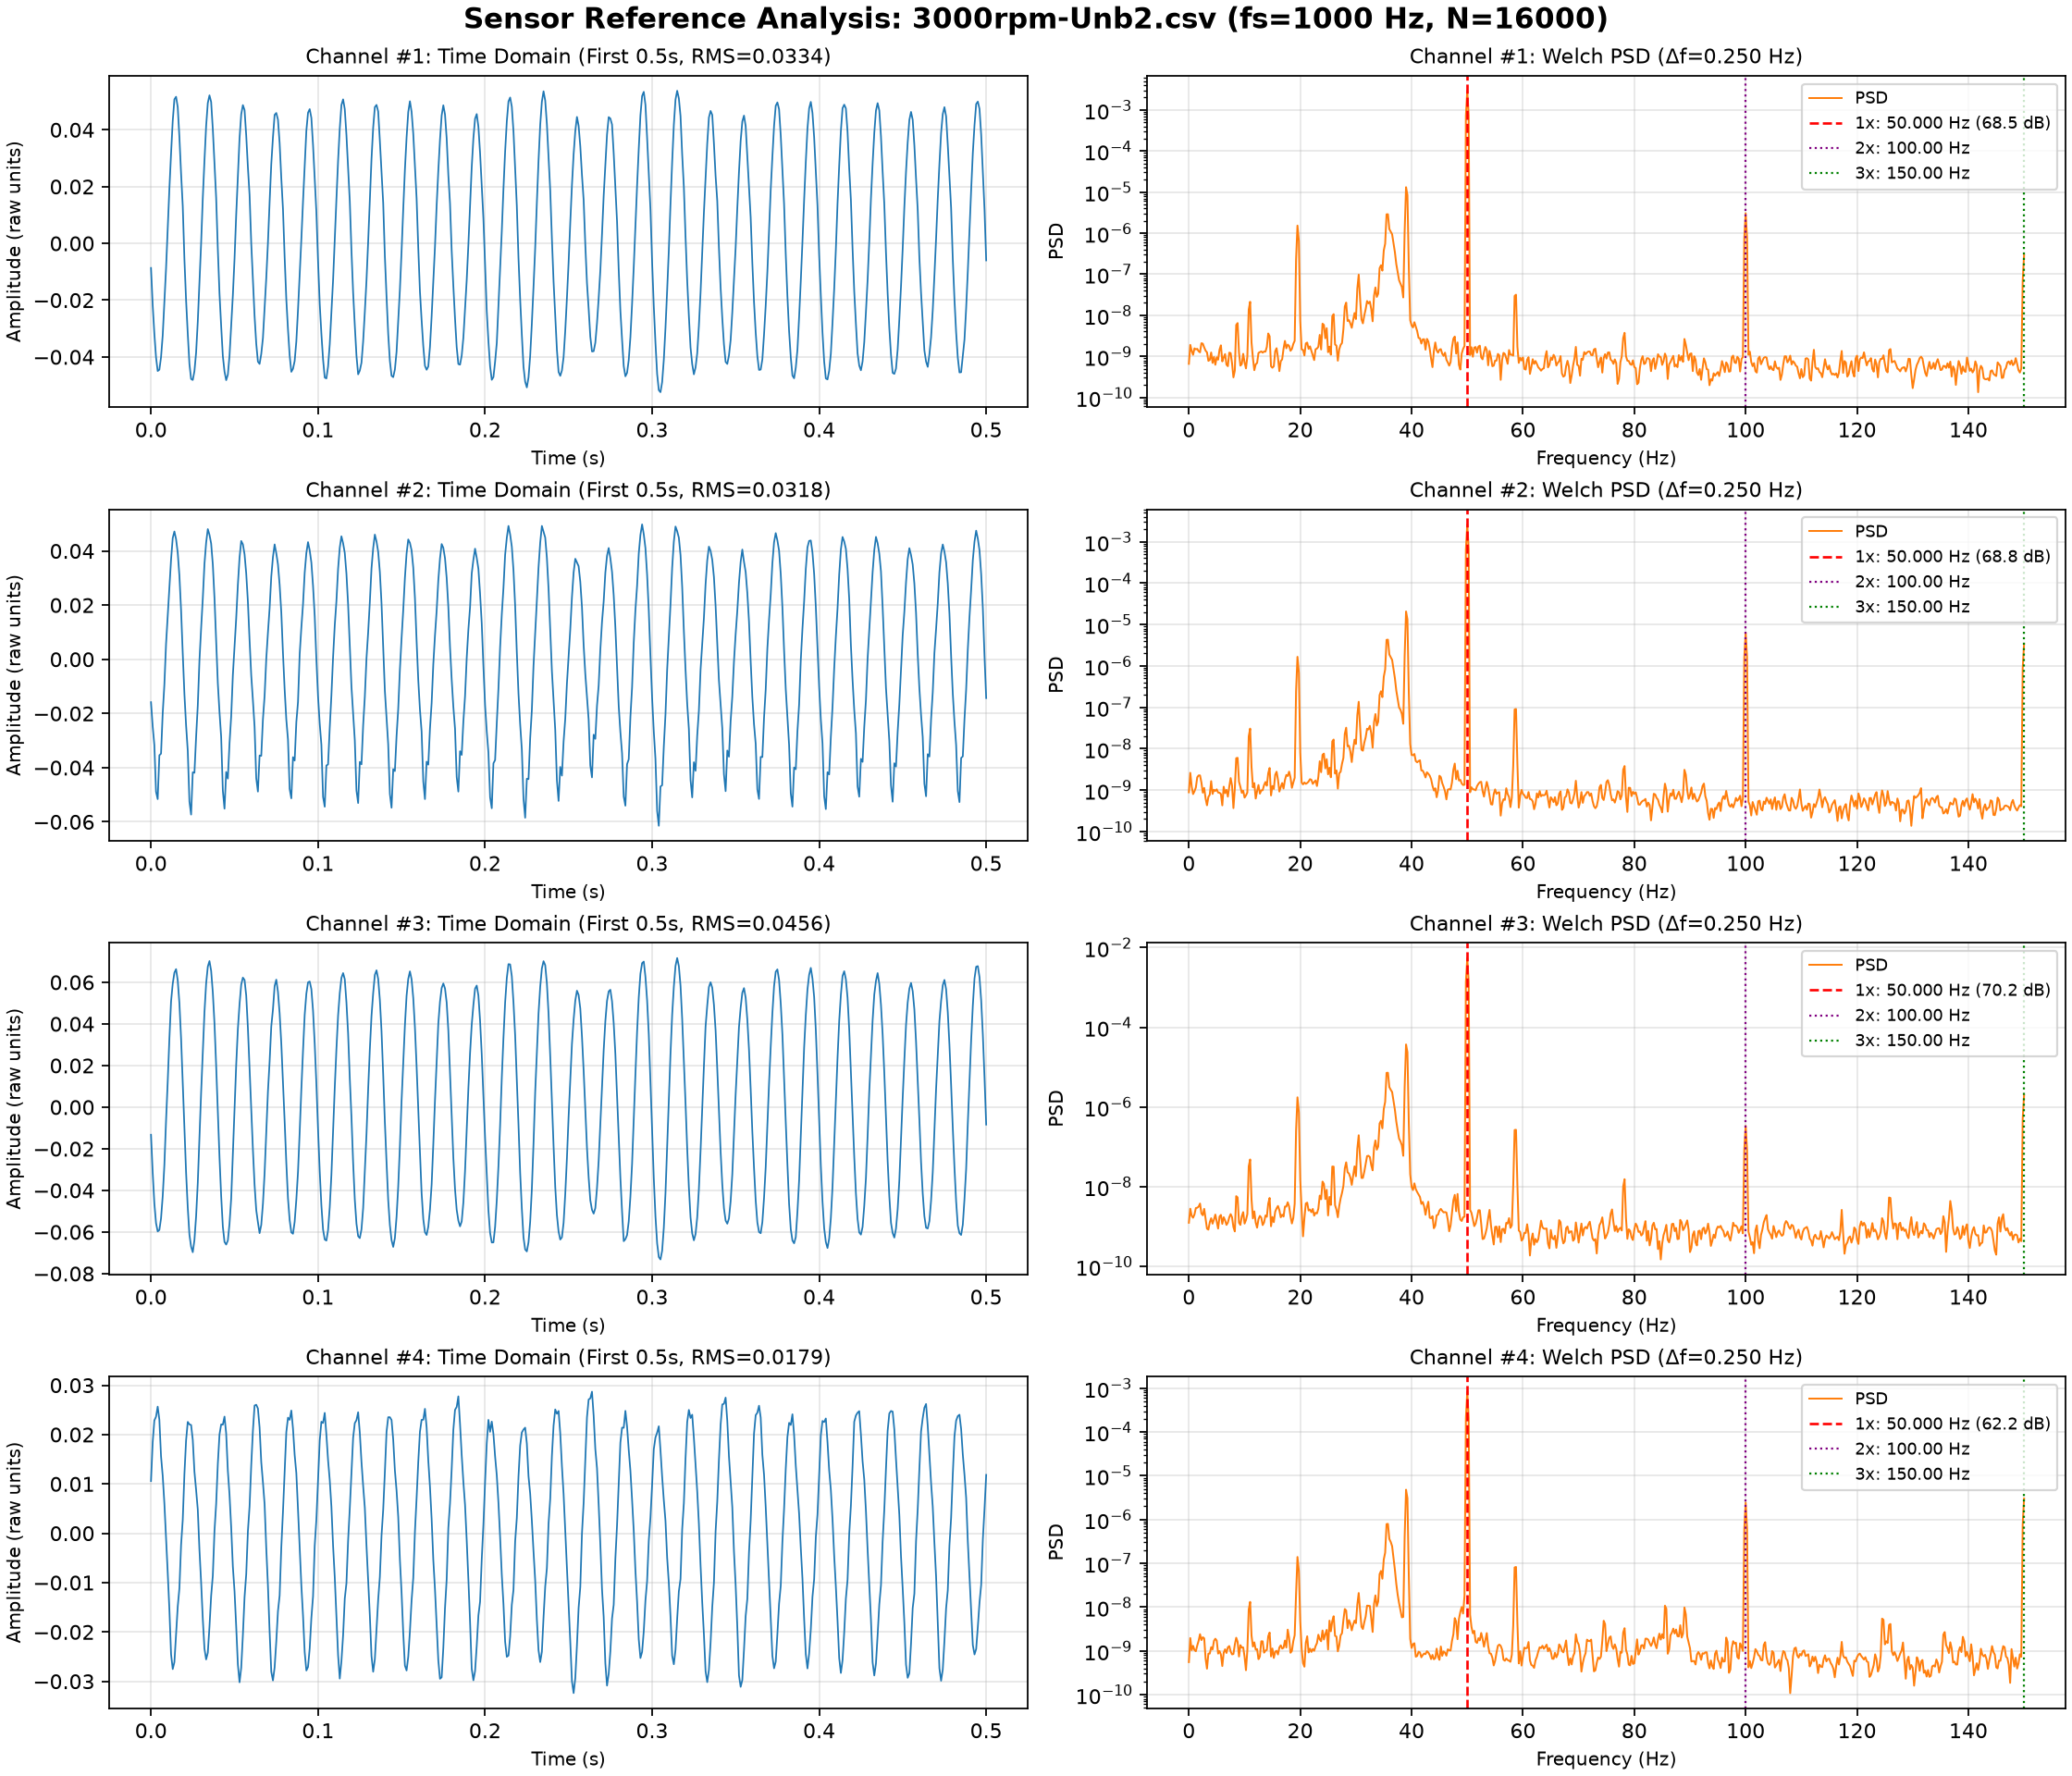 Sensor Reference Analysis: 3000rpm-Unb2.csv (fs=1000 Hz, N=16000)
Channel #1: Time Domain (First 0.5s, RMS=0.0334)
Amplitude (raw units)
0.04
0.02
0.00
−0.02
−0.04
0.0 0.1 0.2 0.3 0.4 0.5
Time (s)
Channel #1: Welch PSD (Δf=0.250 Hz)
PSD
10⁻³
10⁻⁴
10⁻⁵
10⁻⁶
10⁻⁷
10⁻⁸
10⁻⁹
10⁻¹⁰
PSD
1x: 50.000 Hz (68.5 dB)
2x: 100.00 Hz
3x: 150.00 Hz
0 20 40 60 80 100 120 140
Frequency (Hz)
Channel #2: Time Domain (First 0.5s, RMS=0.0318)
Amplitude (raw units)
0.04
0.02
0.00
−0.02
−0.04
−0.06
0.0 0.1 0.2 0.3 0.4 0.5
Time (s)
Channel #2: Welch PSD (Δf=0.250 Hz)
PSD
10⁻³
10⁻⁴
10⁻⁵
10⁻⁶
10⁻⁷
10⁻⁸
10⁻⁹
10⁻¹⁰
PSD
1x: 50.000 Hz (68.8 dB)
2x: 100.00 Hz
3x: 150.00 Hz
0 20 40 60 80 100 120 140
Frequency (Hz)
Channel #3: Time Domain (First 0.5s, RMS=0.0456)
Amplitude (raw units)
0.06
0.04
0.02
0.00
−0.02
−0.04
−0.06
−0.08
0.0 0.1 0.2 0.3 0.4 0.5
Time (s)
Channel #3: Welch PSD (Δf=0.250 Hz)
PSD
10⁻²
10⁻⁴
10⁻⁶
10⁻⁸
10⁻¹⁰
PSD
1x: 50.000 Hz (70.2 dB)
2x: 100.00 Hz
3x: 150.00 Hz
0 20 40 60 80 100 120 140
Frequency (Hz)
Channel #4: Time Domain (First 0.5s, RMS=0.0179)
Amplitude (raw units)
0.03
0.02
0.01
0.00
−0.01
−0.02
−0.03
0.0 0.1 0.2 0.3 0.4 0.5
Time (s)
Channel #4: Welch PSD (Δf=0.250 Hz)
PSD
10⁻³
10⁻⁴
10⁻⁵
10⁻⁶
10⁻⁷
10⁻⁸
10⁻⁹
10⁻¹⁰
PSD
1x: 50.000 Hz (62.2 dB)
2x: 100.00 Hz
3x: 150.00 Hz
0 20 40 60 80 100 120 140
Frequency (Hz)